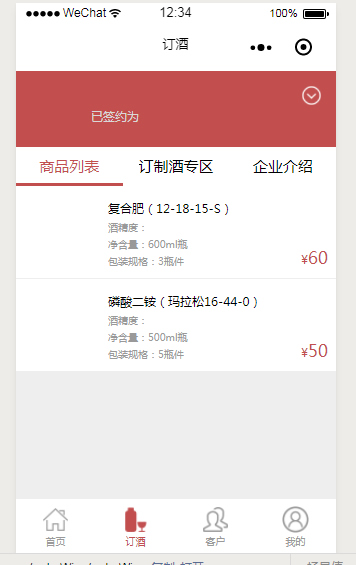 WeChat 12:34 100%
订酒
已签约为
商品列表 订制酒专区 企业介绍
复合肥（12-18-15-S）
酒精度：
净含量：600ml瓶
包装规格：3瓶件
¥60
磷酸二铵（玛拉松16-44-0）
酒精度：
净含量：500ml瓶
包装规格：5瓶件
¥50
首页 订酒 客户 我的